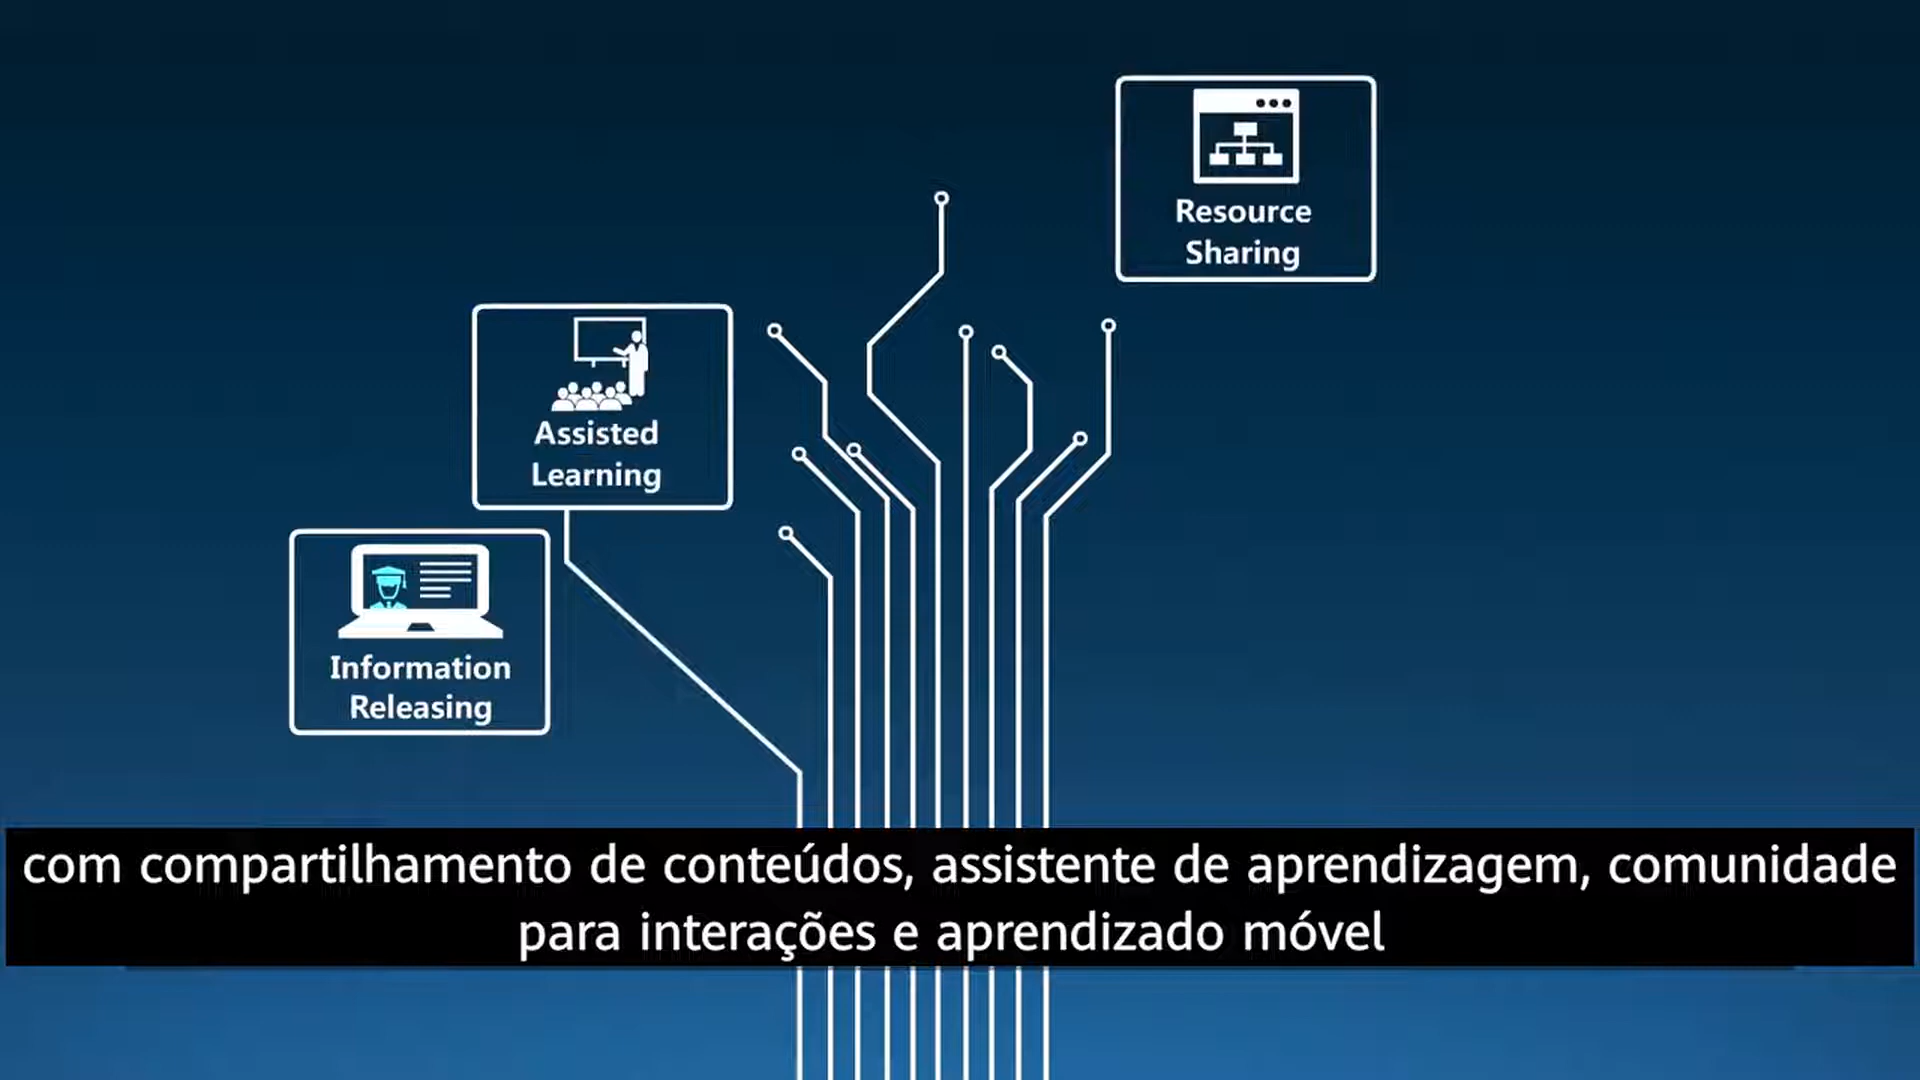 Resource
Sharing
Assisted
Learning
Information
Releasing
com compartilhamento de conteúdos, assistente de aprendizagem, comunidade
para interações e aprendizado móvel